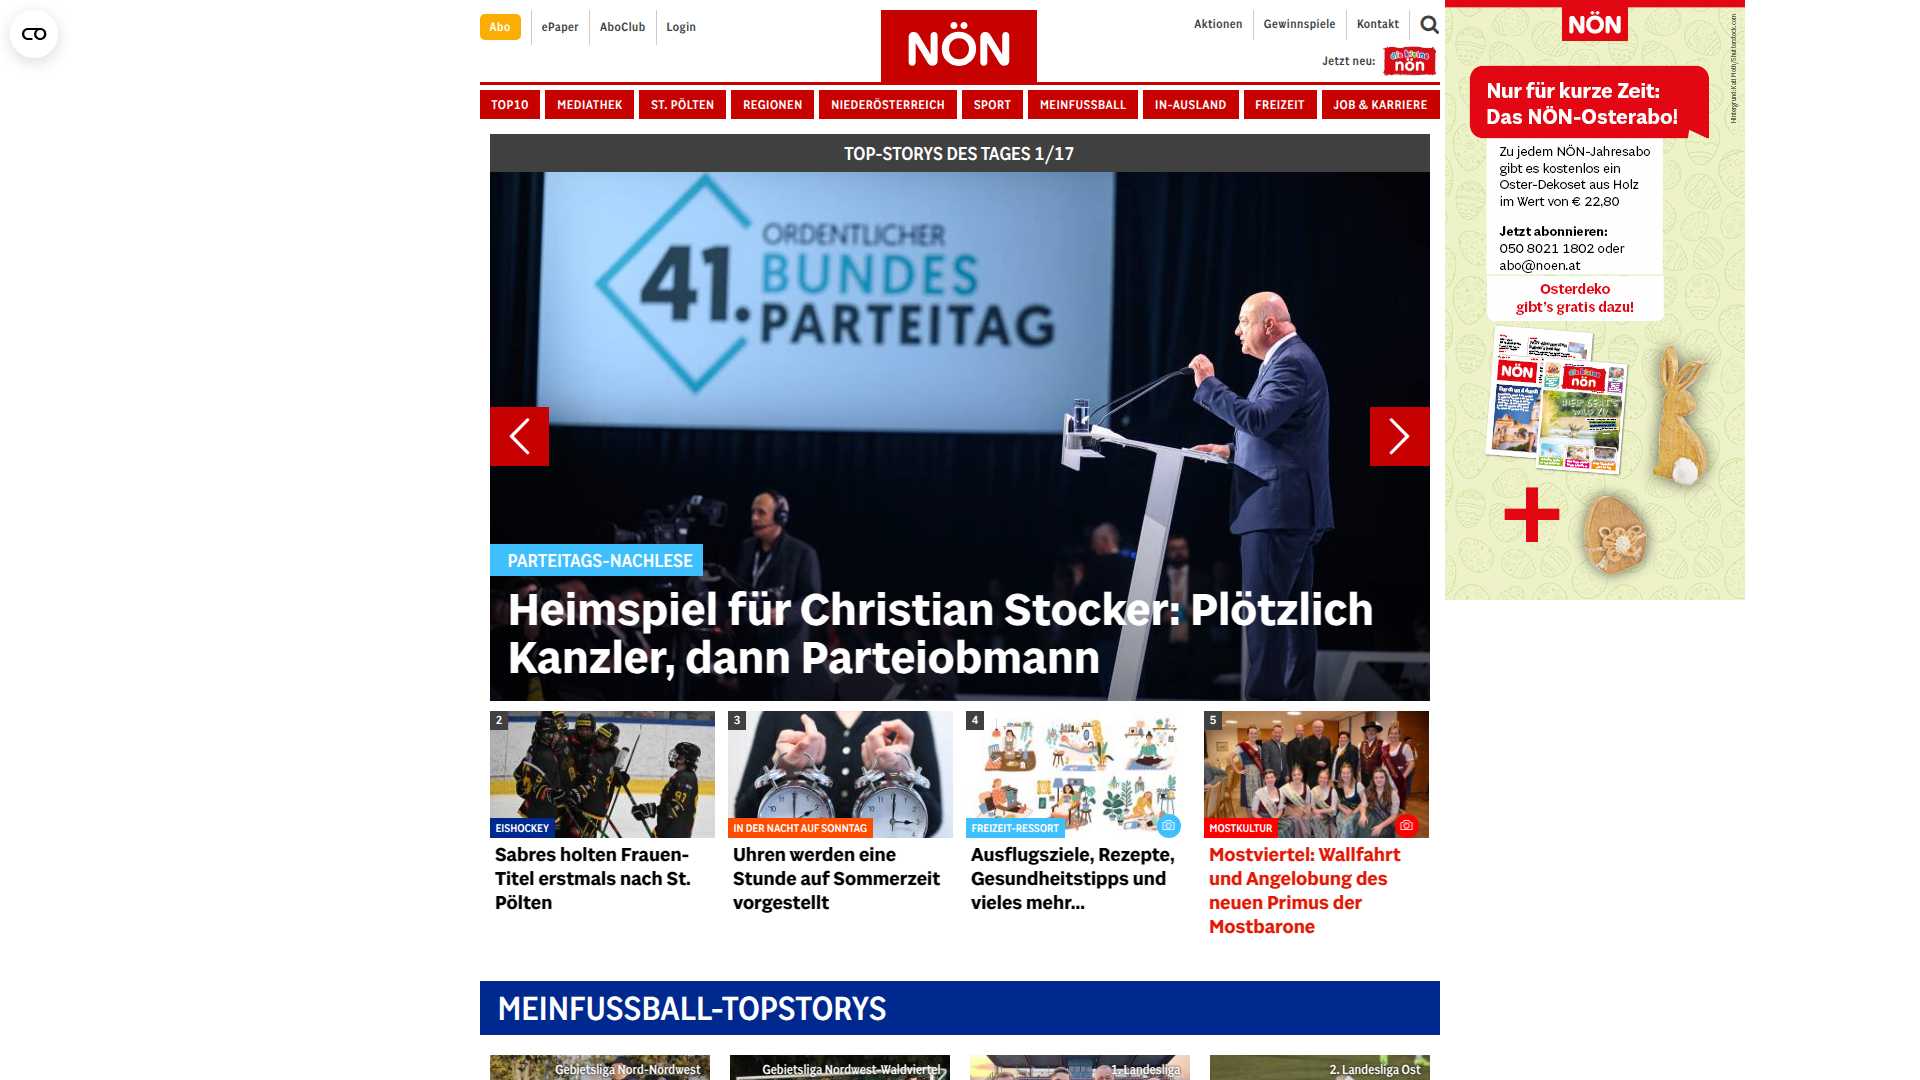 Abo
ePaper
AboClub
Login
NÖN
Aktionen
Gewinnspiele
Kontakt
Jetzt neu:
die kleine
nön
TOP10
MEDIATHEK
ST. PÖLTEN
REGIONEN
NIEDERÖSTERREICH
SPORT
MEINFUSSBALL
IN-AUSLAND
FREIZEIT
JOB & KARRIERE
TOP-STORYS DES TAGES 1/17
41.
ORDENTLICHER
BUNDES
PARTEITAG
PARTEITAGS-NACHLESE
Heimspiel für Christian Stocker: Plötzlich
Kanzler, dann Parteiobmann
2
EISHOCKEY
Sabres holten Frauen-
Titel erstmals nach St.
Pölten
3
IN DER NACHT AUF SONNTAG
Uhren werden eine
Stunde auf Sommerzeit
vorgestellt
4
FREIZEIT-RESSORT
Ausflugsziele, Rezepte,
Gesundheitstipps und
vieles mehr...
5
MOSTKULTUR
Mostviertel: Wallfahrt
und Angelobung des
neuen Primus der
Mostbarone
MEINFUSSBALL-TOPSTORYS
Gebietsliga Nord-Nordwest
Gebietsliga Nordwest-Waldviertel
1. Landesliga
2. Landesliga Ost
NÖN
Nur für kurze Zeit:
Das NÖN-Osterabo!
Zu jedem NÖN-Jahresabo
gibt es kostenlos ein
Oster-Dekoset aus Holz
im Wert von € 22,80
Jetzt abonnieren:
050 8021 1802 oder
abo@noen.at
Osterdeko
gibt's gratis dazu!
NÖN
die kleine
nön